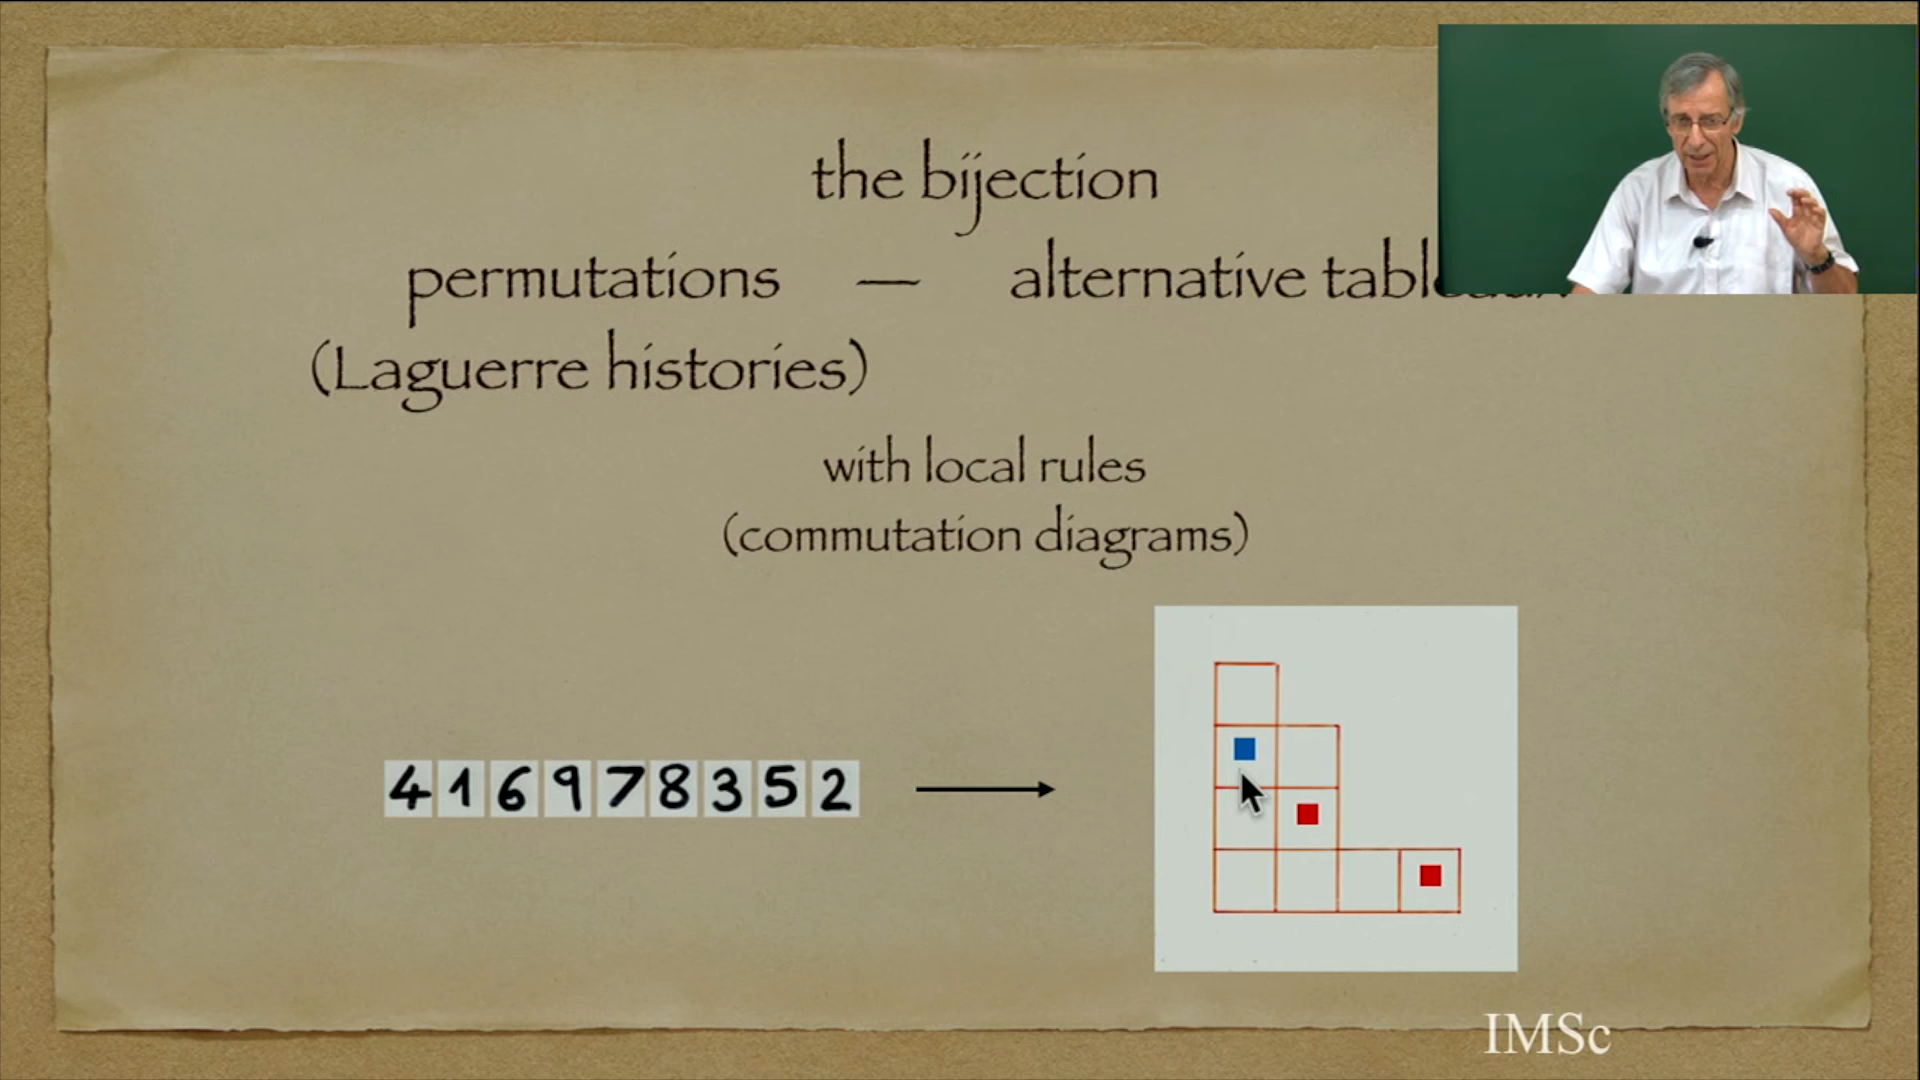 the bijection
permutations — alternative
(Laguerre histories)
with local rules
(commutation diagrams)
4 1 6 9 7 8 3 5 2
IMSc